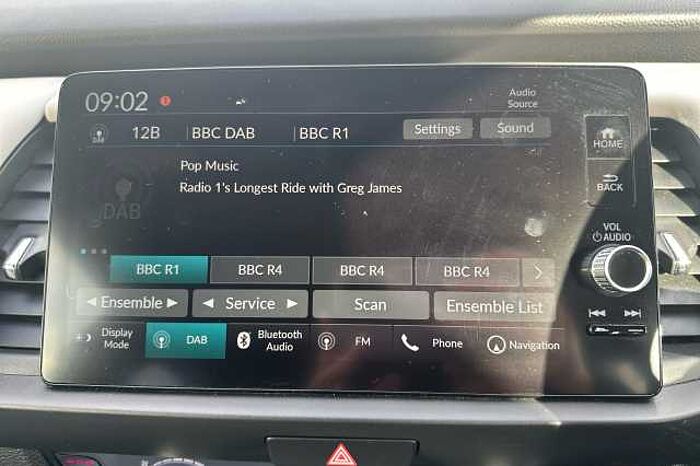 09:02
Audio
Source
DAB 12B BBC DAB BBC R1 Settings Sound
HOME
Pop Music
Radio 1's Longest Ride with Greg James
BACK
DAB
VOL
AUDIO
BBC R1 BBC R4 BBC R4 BBC R4
Ensemble Service Scan Ensemble List
Display
Mode
DAB
Bluetooth
Audio
FM
Phone
Navigation